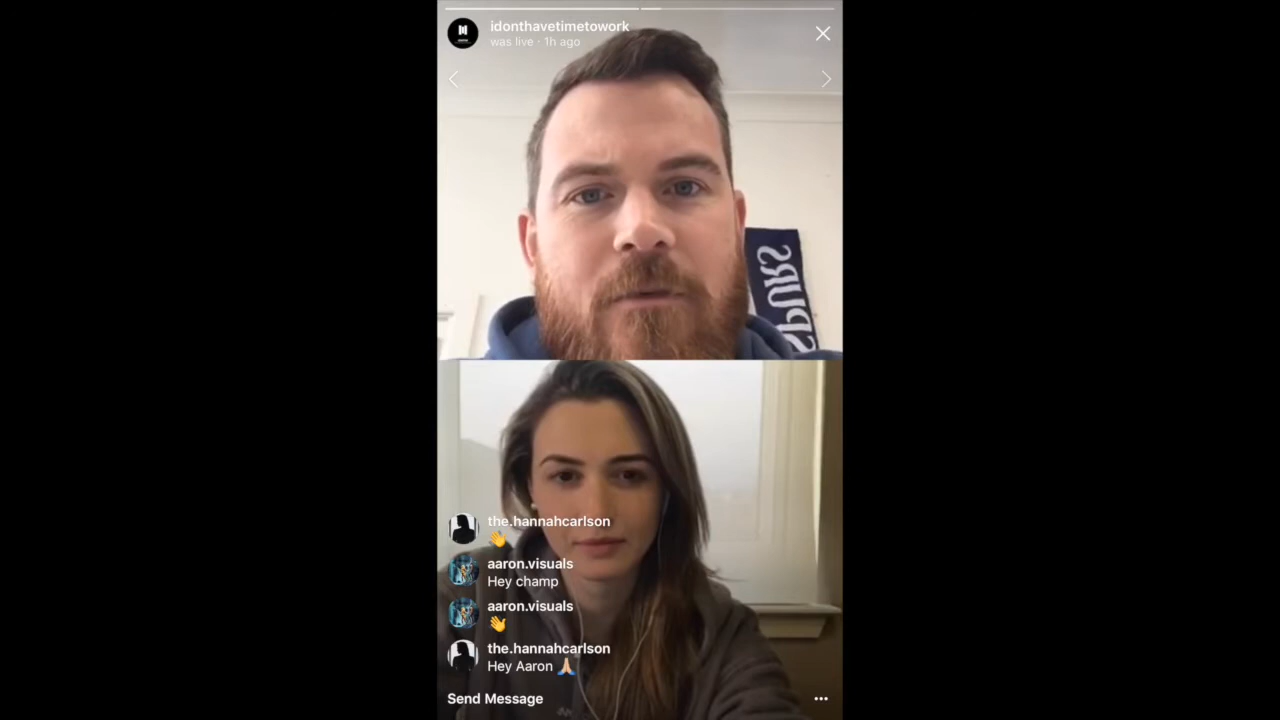 idonthavetimetowork
was live · 1h ago
SPURS
the.hannahcarlson
👋
aaron.visuals
Hey champ
aaron.visuals
👋
the.hannahcarlson
Hey Aaron 🙏🏼
Send Message